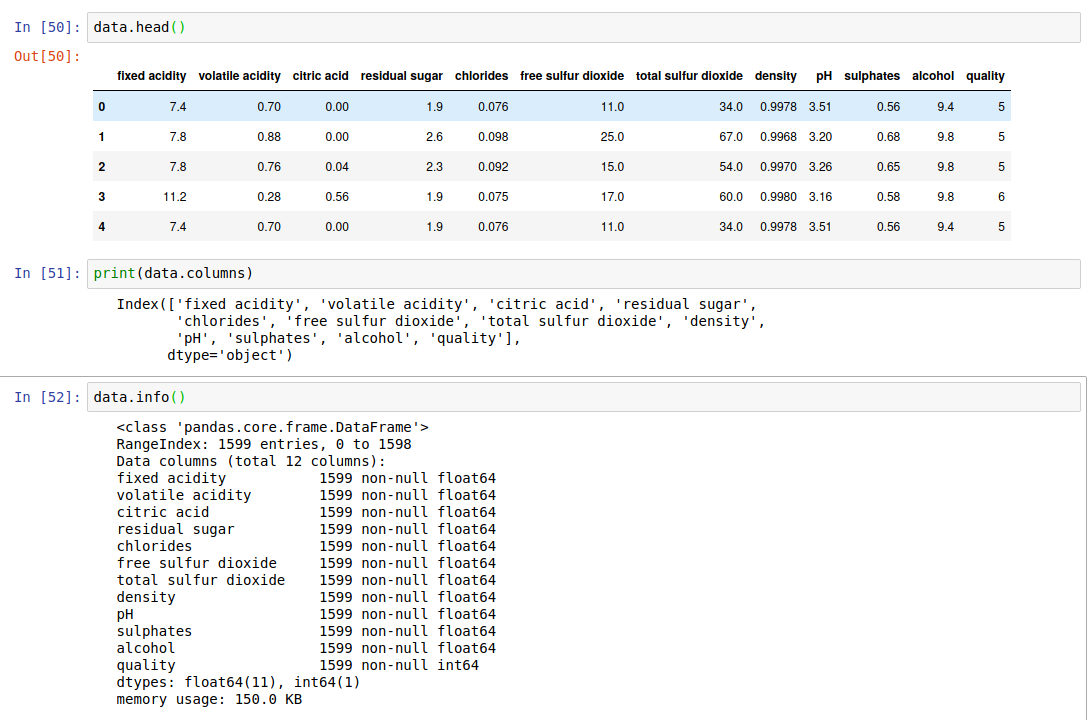 In [50]: data.head()
Out[50]:
fixed acidity volatile acidity citric acid residual sugar chlorides free sulfur dioxide total sulfur dioxide density pH sulphates alcohol quality
0 7.4 0.70 0.00 1.9 0.076 11.0 34.0 0.9978 3.51 0.56 9.4 5
1 7.8 0.88 0.00 2.6 0.098 25.0 67.0 0.9968 3.20 0.68 9.8 5
2 7.8 0.76 0.04 2.3 0.092 15.0 54.0 0.9970 3.26 0.65 9.8 5
3 11.2 0.28 0.56 1.9 0.075 17.0 60.0 0.9980 3.16 0.58 9.8 6
4 7.4 0.70 0.00 1.9 0.076 11.0 34.0 0.9978 3.51 0.56 9.4 5
In [51]: print(data.columns)
Index(['fixed acidity', 'volatile acidity', 'citric acid', 'residual sugar',
'chlorides', 'free sulfur dioxide', 'total sulfur dioxide', 'density',
'pH', 'sulphates', 'alcohol', 'quality'],
dtype='object')
In [52]: data.info()
<class 'pandas.core.frame.DataFrame'>
RangeIndex: 1599 entries, 0 to 1598
Data columns (total 12 columns):
fixed acidity 1599 non-null float64
volatile acidity 1599 non-null float64
citric acid 1599 non-null float64
residual sugar 1599 non-null float64
chlorides 1599 non-null float64
free sulfur dioxide 1599 non-null float64
total sulfur dioxide 1599 non-null float64
density 1599 non-null float64
pH 1599 non-null float64
sulphates 1599 non-null float64
alcohol 1599 non-null float64
quality 1599 non-null int64
dtypes: float64(11), int64(1)
memory usage: 150.0 KB